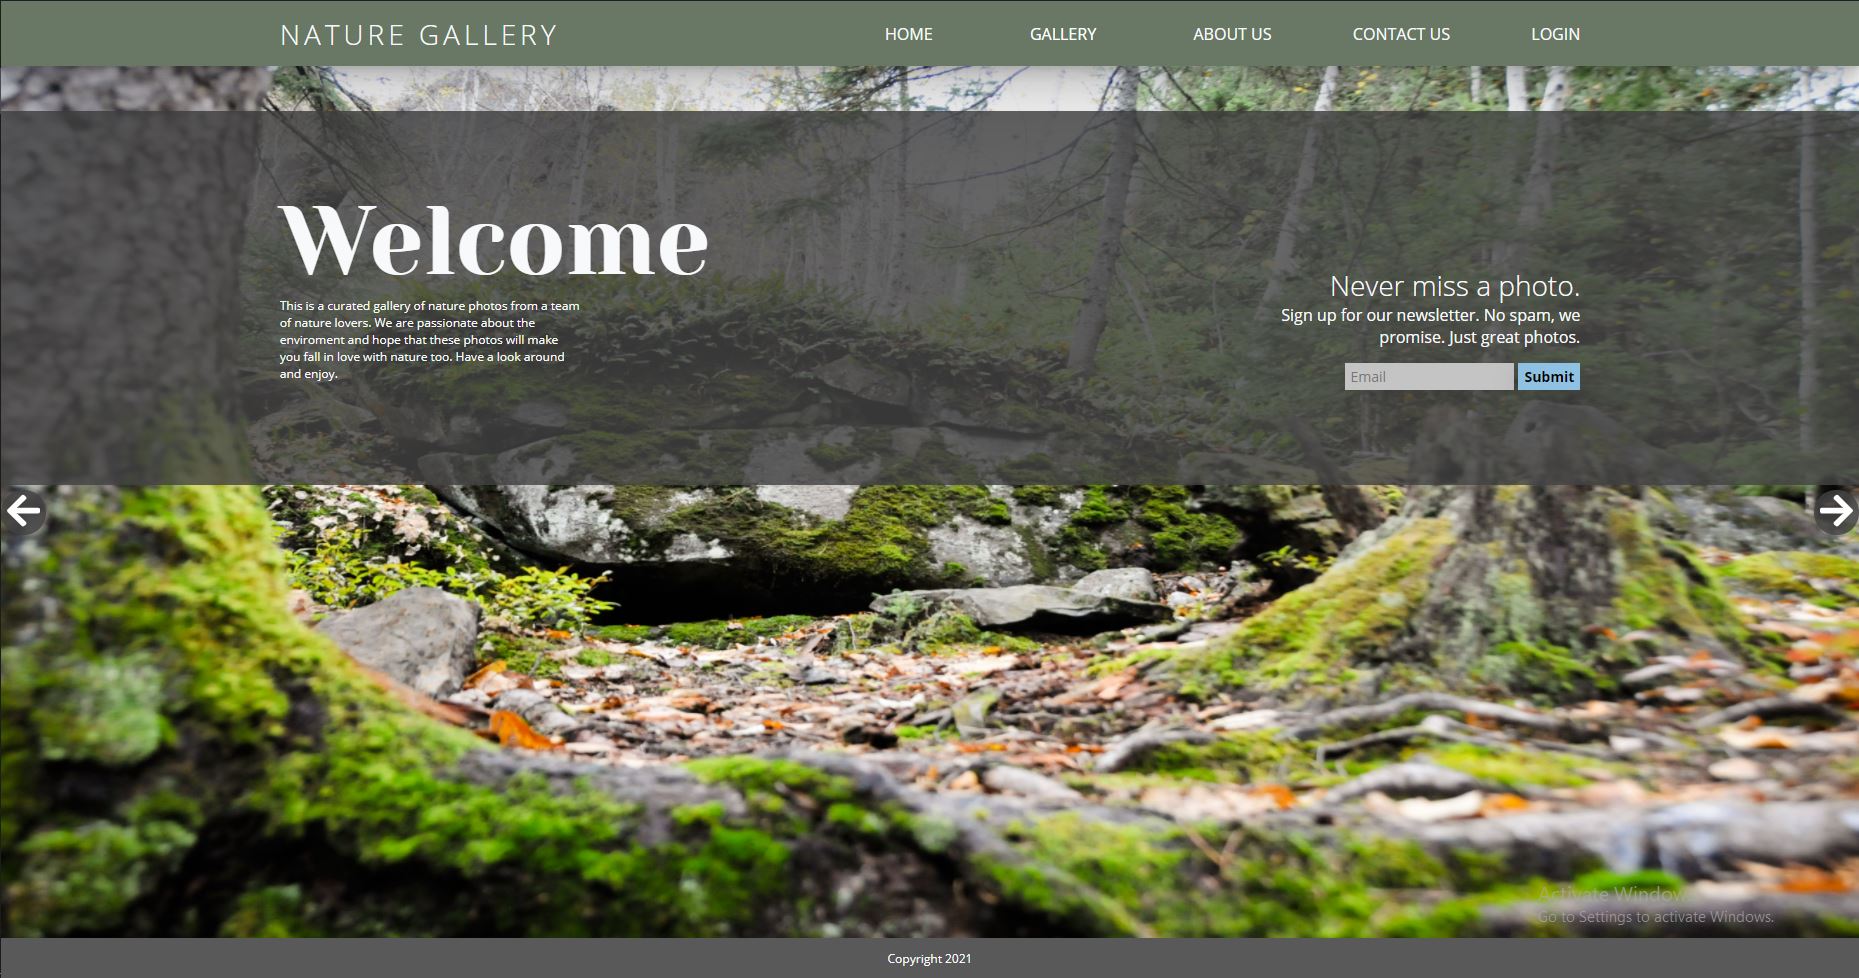 NATURE GALLERY
HOME GALLERY ABOUT US CONTACT US LOGIN
Welcome
This is a curated gallery of nature photos from a team
of nature lovers. We are passionate about the
enviroment and hope that these photos will make
you fall in love with nature too. Have a look around
and enjoy.
Never miss a photo.
Sign up for our newsletter. No spam, we
promise. Just great photos.
Email Submit
Activate Windows
Go to Settings to activate Windows.
Copyright 2021